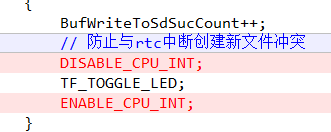 {
BufWriteToSdSucCount++;
// 防止与rtc中断创建新文件冲突
DISABLE_CPU_INT;
TF_TOGGLE_LED;
ENABLE_CPU_INT;
}